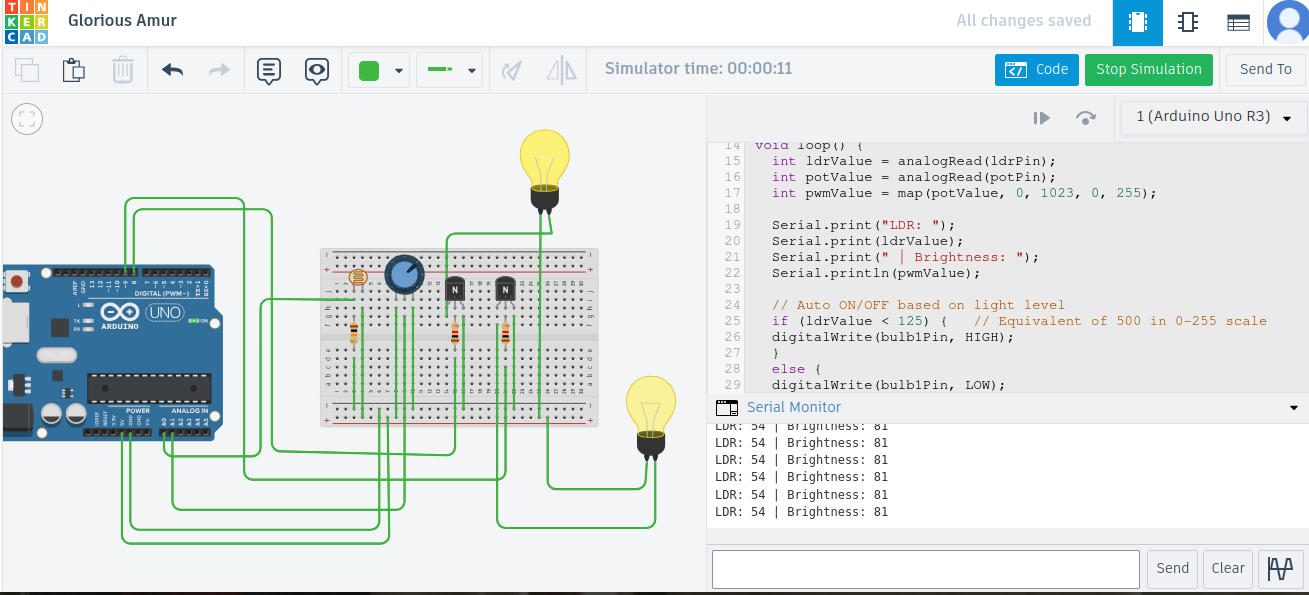 TINKERCAD
Glorious Amur
All changes saved
Simulator time: 00:00:11
Code
Stop Simulation
Send To
1 (Arduino Uno R3)
14 void loop() {
15 int ldrValue = analogRead(ldrPin);
16 int potValue = analogRead(potPin);
17 int pwmValue = map(potValue, 0, 1023, 0, 255);
18
19 Serial.print("LDR: ");
20 Serial.print(ldrValue);
21 Serial.print(" | Brightness: ");
22 Serial.println(pwmValue);
23
24 // Auto ON/OFF based on light level
25 if (ldrValue < 125) { // Equivalent of 500 in 0-255 scale
26 digitalWrite(bulb1Pin, HIGH);
27 }
28 else {
29 digitalWrite(bulb1Pin, LOW);
Serial Monitor
LDR: 54 | Brightness: 81
LDR: 54 | Brightness: 81
LDR: 54 | Brightness: 81
LDR: 54 | Brightness: 81
LDR: 54 | Brightness: 81
LDR: 54 | Brightness: 81
Send
Clear
DIGITAL (PWM~)
UNO
ARDUINO
TX
RX
L
ON
POWER
ANALOG IN
N
N